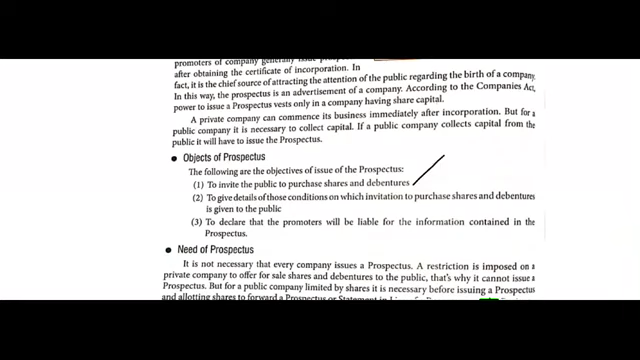 promoters of company generally issue
after obtaining the certificate of incorporation. In
fact, it is the chief source of attracting the attention of the public regarding the birth of a company.
In this way, the prospectus is an advertisement of a company. According to the Companies Act,
power to issue a Prospectus vests only in a company having share capital.
A private company can commence its business immediately after incorporation. But for a
public company it is necessary to collect capital. If a public company collects capital from the
public it will have to issue the Prospectus.
● Objects of Prospectus
The following are the objectives of issue of the Prospectus:
(1) To invite the public to purchase shares and debentures
(2) To give details of those conditions on which invitation to purchase shares and debentures
is given to the public
(3) To declare that the promoters will be liable for the information contained in the
Prospectus.
● Need of Prospectus
It is not necessary that every company issues a Prospectus. A restriction is imposed on a
private company to offer for sale shares and debentures to the public, that's why it cannot issue a
Prospectus. But for a public company limited by shares it is necessary before issuing a Prospectus
and allotting shares to forward a Prospectus or Statement in